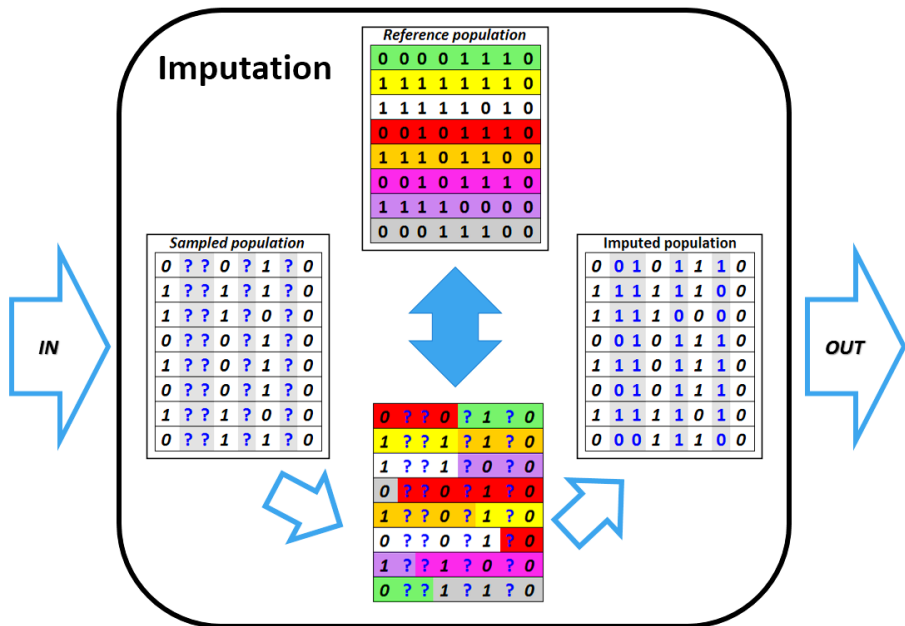 Imputation
Reference population
0 0 0 0 1 1 1 0
1 1 1 1 1 1 1 0
1 1 1 1 1 0 1 0
0 0 1 0 1 1 1 0
1 1 1 0 1 1 0 0
0 0 1 0 1 1 1 0
1 1 1 1 0 0 0 0
0 0 0 1 1 1 0 0
Sampled population
0 ? ? 0 ? 1 ? 0
1 ? ? 1 ? 1 ? 0
1 ? ? 1 ? 0 ? 0
0 ? ? 0 ? 1 ? 0
1 ? ? 0 ? 1 ? 0
0 ? ? 0 ? 1 ? 0
1 ? ? 1 ? 0 ? 0
0 ? ? 1 ? 1 ? 0
Imputed population
0 0 1 0 1 1 1 0
1 1 1 1 1 1 0 0
1 1 1 1 0 0 0 0
0 0 1 0 1 1 1 0
1 1 1 0 1 1 1 0
0 0 1 0 1 1 1 0
1 1 1 1 1 0 1 0
0 0 0 1 1 1 0 0
IN
OUT
0 ? ? 0 ? 1 ? 0
1 ? ? 1 ? 1 ? 0
1 ? ? 1 ? 0 ? 0
0 ? ? 0 ? 1 ? 0
1 ? ? 0 ? 1 ? 0
0 ? ? 0 ? 1 ? 0
1 ? ? 1 ? 0 ? 0
0 ? ? 1 ? 1 ? 0